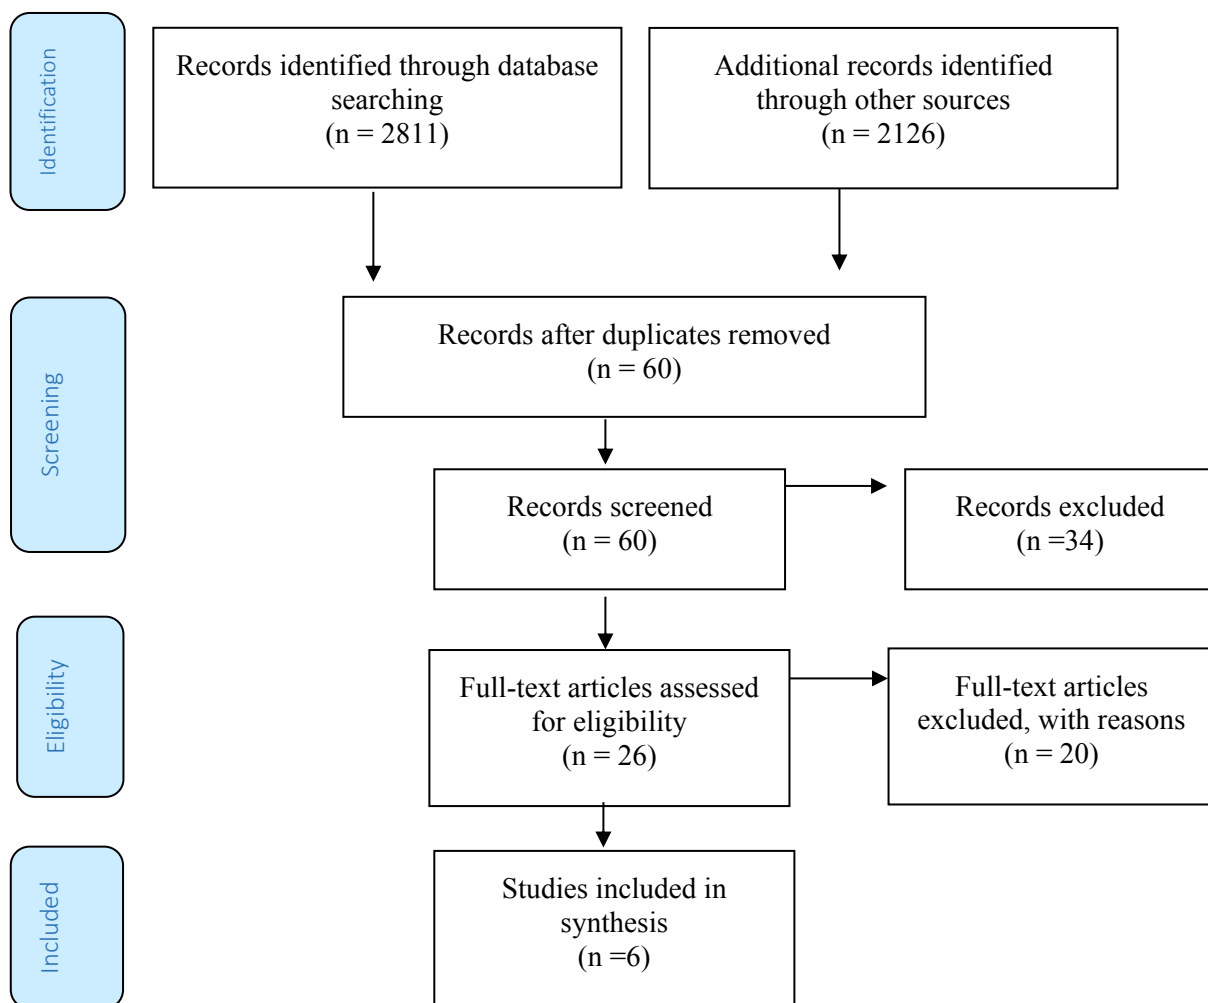 Identification
Records identified through database
searching
(n = 2811)
Additional records identified
through other sources
(n = 2126)
Screening
Records after duplicates removed
(n = 60)
Records screened
(n = 60)
Records excluded
(n =34)
Eligibility
Full-text articles assessed
for eligibility
(n = 26)
Full-text articles
excluded, with reasons
(n = 20)
Included
Studies included in
synthesis
(n =6)